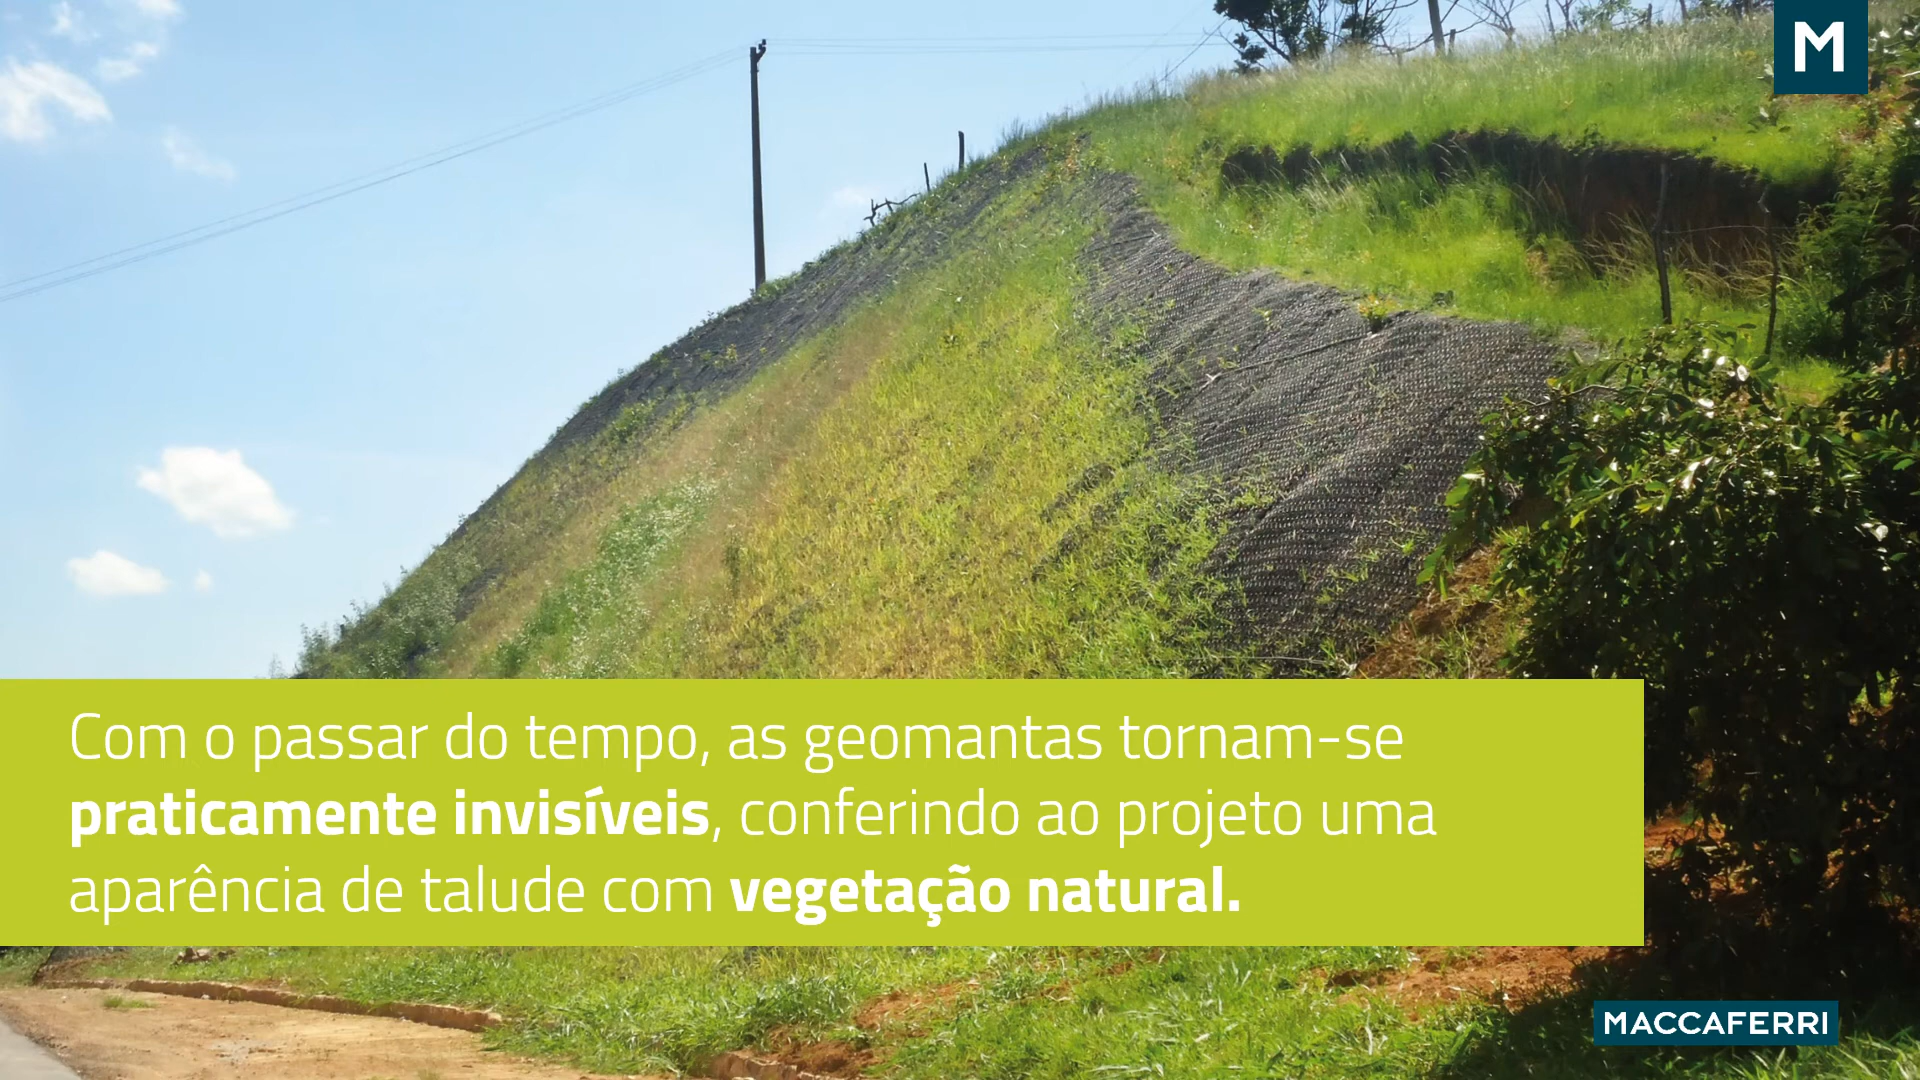 M
Com o passar do tempo, as geomantas tornam-se
praticamente invisíveis, conferindo ao projeto uma
aparência de talude com vegetação natural.
MACCAFERRI